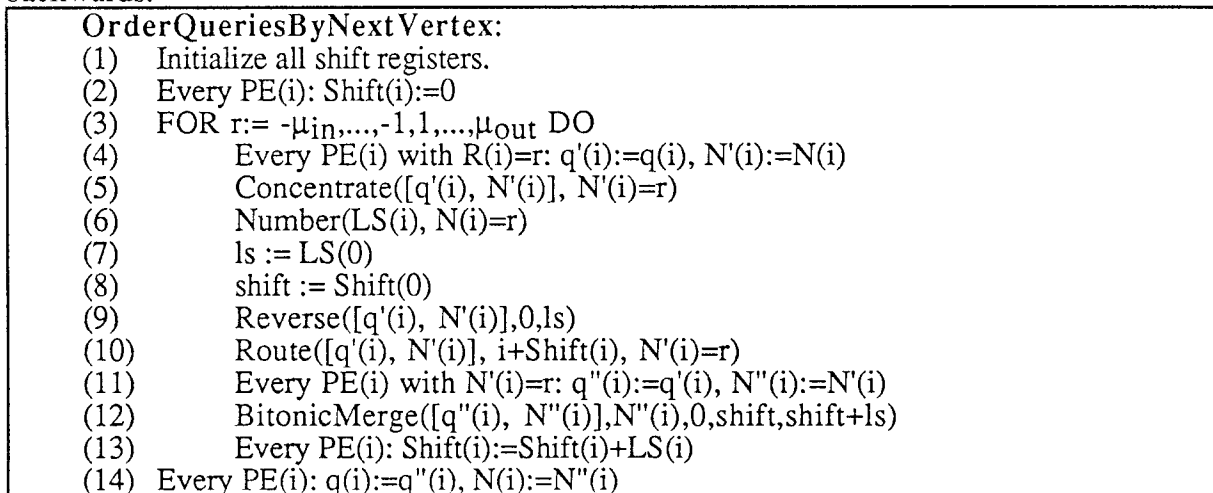 OrderQueriesByNextVertex:
(1) Initialize all shift registers.
(2) Every PE(i): Shift(i):=0
(3) FOR r:= -μin,...,-1,1,...,μout DO
(4) Every PE(i) with R(i)=r: q'(i):=q(i), N'(i):=N(i)
(5) Concentrate([q'(i), N'(i)], N'(i)=r)
(6) Number(LS(i), N(i)=r)
(7) ls := LS(0)
(8) shift := Shift(0)
(9) Reverse([q'(i), N'(i)],0,ls)
(10) Route([q'(i), N'(i)], i+Shift(i), N'(i)=r)
(11) Every PE(i) with N'(i)=r: q"(i):=q'(i), N"(i):=N'(i)
(12) BitonicMerge([q"(i), N"(i)],N"(i),0,shift,shift+ls)
(13) Every PE(i): Shift(i):=Shift(i)+LS(i)
(14) Every PE(i): q(i):=q"(i), N(i):=N"(i)